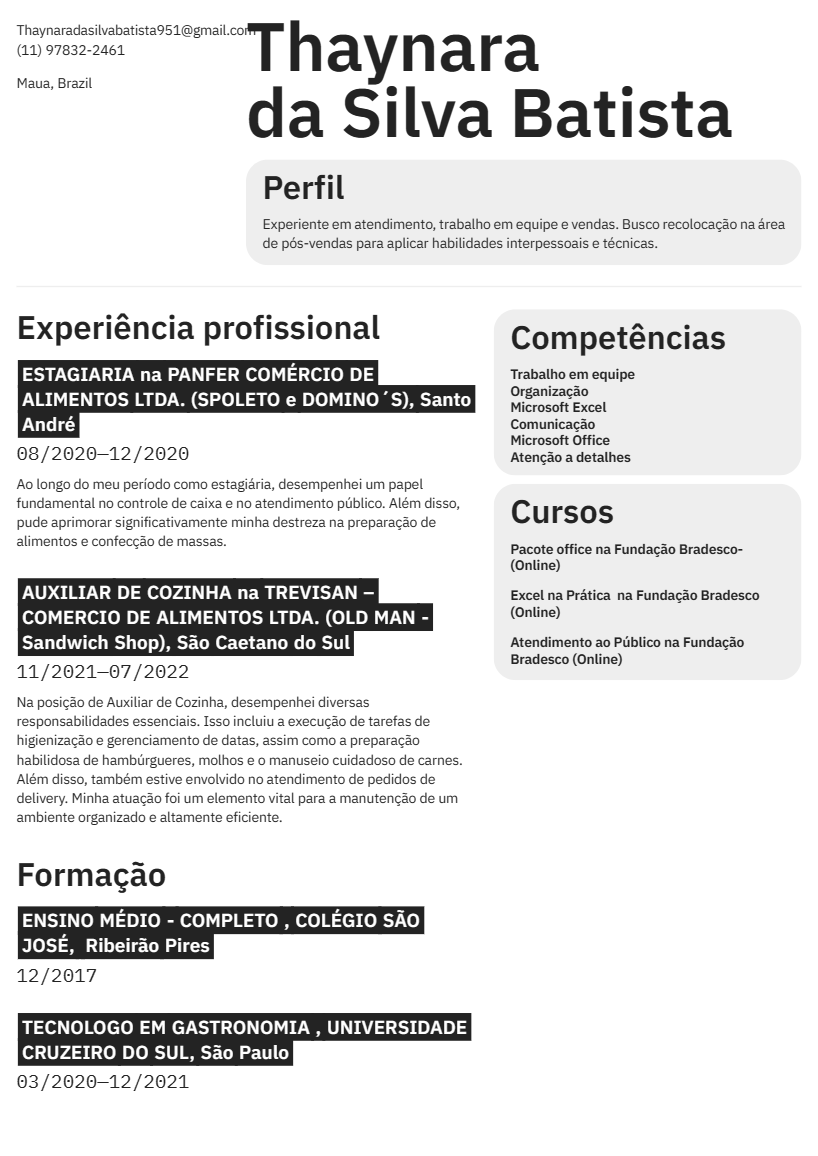 Thaynaradasilvabatista951@gmail.com
(11) 97832-2461
Maua, Brazil
Thaynara
da Silva Batista
Perfil
Experiente em atendimento, trabalho em equipe e vendas. Busco recolocação na área
de pós-vendas para aplicar habilidades interpessoais e técnicas.
Experiência profissional
ESTAGIARIA na PANFER COMÉRCIO DE
ALIMENTOS LTDA. (SPOLETO e DOMINO´S), Santo
André
08/2020—12/2020
Ao longo do meu período como estagiária, desempenhei um papel
fundamental no controle de caixa e no atendimento público. Além disso,
pude aprimorar significativamente minha destreza na preparação de
alimentos e confecção de massas.
AUXILIAR DE COZINHA na TREVISAN –
COMERCIO DE ALIMENTOS LTDA. (OLD MAN -
Sandwich Shop), São Caetano do Sul
11/2021—07/2022
Na posição de Auxiliar de Cozinha, desempenhei diversas
responsabilidades essenciais. Isso incluiu a execução de tarefas de
higienização e gerenciamento de datas, assim como a preparação
habilidosa de hambúrgueres, molhos e o manuseio cuidadoso de carnes.
Além disso, também estive envolvido no atendimento de pedidos de
delivery. Minha atuação foi um elemento vital para a manutenção de um
ambiente organizado e altamente eficiente.
Formação
ENSINO MÉDIO - COMPLETO , COLÉGIO SÃO
JOSÉ,  Ribeirão Pires
12/2017
TECNOLOGO EM GASTRONOMIA , UNIVERSIDADE
CRUZEIRO DO SUL, São Paulo
03/2020—12/2021
Competências
Trabalho em equipe
Organização
Microsoft Excel
Comunicação
Microsoft Office
Atenção a detalhes
Cursos
Pacote office na Fundação Bradesco-
(Online)
Excel na Prática  na Fundação Bradesco
(Online)
Atendimento ao Público na Fundação
Bradesco (Online)